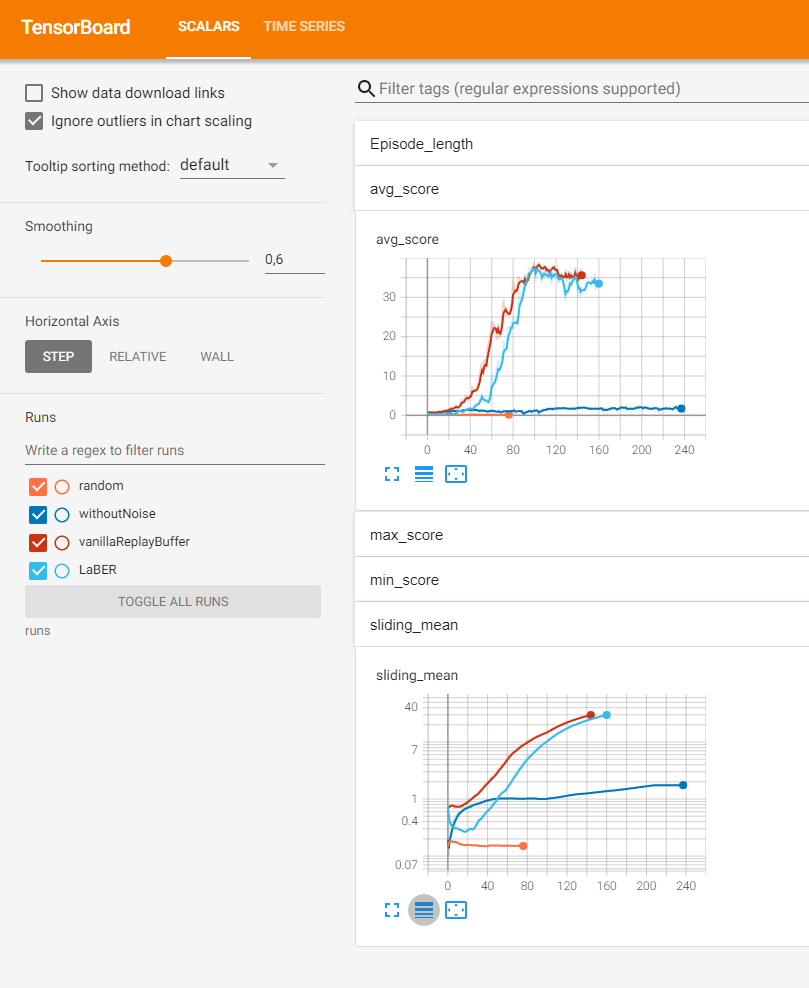 TensorBoard SCALARS TIME SERIES
Show data download links
Ignore outliers in chart scaling
Tooltip sorting method: default
Smoothing
0,6
Horizontal Axis
STEP RELATIVE WALL
Runs
Write a regex to filter runs
random
withoutNoise
vanillaReplayBuffer
LaBER
TOGGLE ALL RUNS
runs
Filter tags (regular expressions supported)
Episode_length
avg_score
avg_score
30
20
10
0
0 40 80 120 160 200 240
max_score
min_score
sliding_mean
sliding_mean
40
7
1
0.4
0.07
0 40 80 120 160 200 240